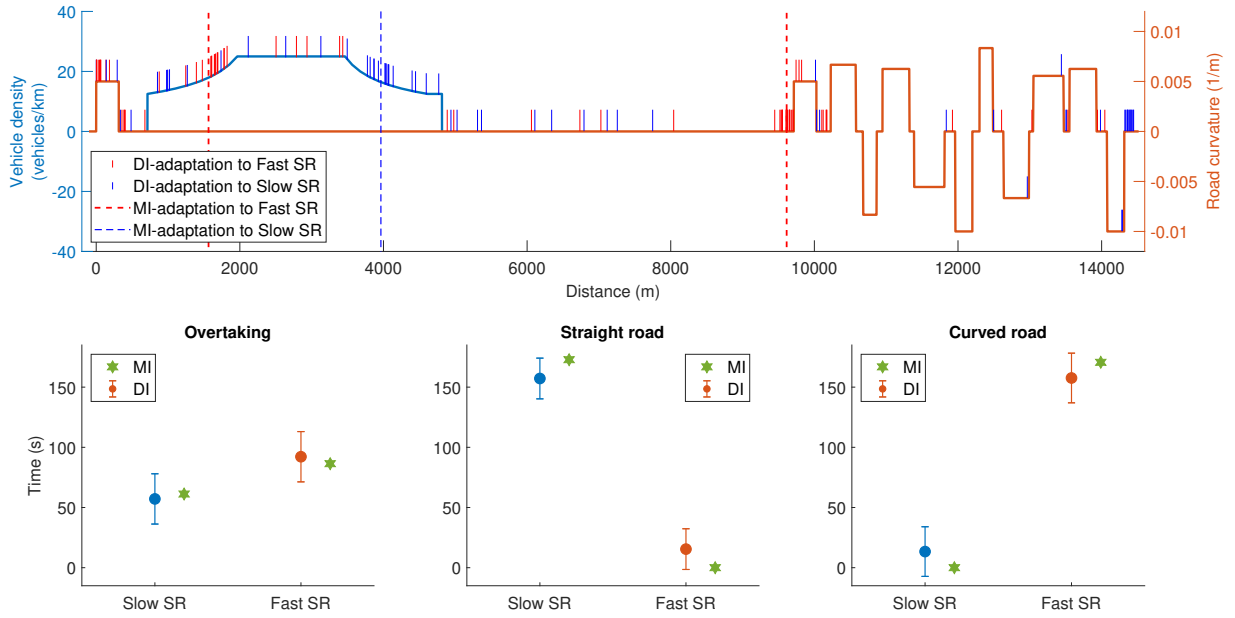 40
20
0
-20
-40
Vehicle density
(vehicles/km)
DI-adaptation to Fast SR
DI-adaptation to Slow SR
MI-adaptation to Fast SR
MI-adaptation to Slow SR
0.01
0.005
0
-0.005
-0.01
Road curvature (1/m)
0 2000 4000 6000 8000 10000 12000 14000
Distance (m)
Overtaking
MI
DI
150
100
50
0
Time (s)
Slow SR Fast SR
Straight road
MI
DI
150
100
50
0
Slow SR Fast SR
Curved road
MI
DI
150
100
50
0
Slow SR Fast SR